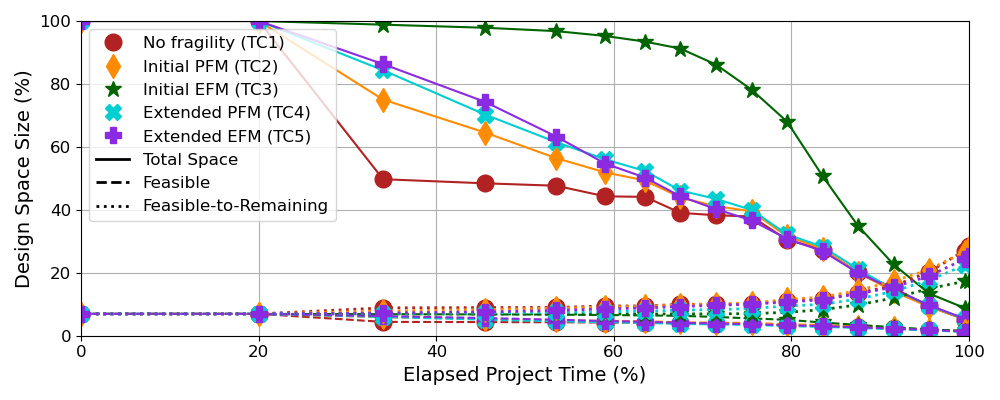 100
80
60
40
20
0
Design Space Size (%)
No fragility (TC1)
Initial PFM (TC2)
Initial EFM (TC3)
Extended PFM (TC4)
Extended EFM (TC5)
Total Space
Feasible
Feasible-to-Remaining
0 20 40 60 80 100
Elapsed Project Time (%)